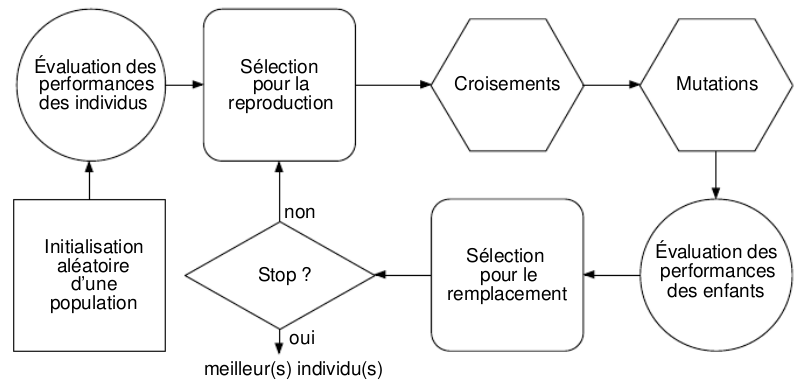 Évaluation des
performances
des individus
Sélection
pour la
reproduction
Croisements
Mutations
non
Initialisation
aléatoire
d'une
population
Stop ?
Sélection
pour le
remplacement
Évaluation des
performances
des enfants
oui
meilleur(s) individu(s)